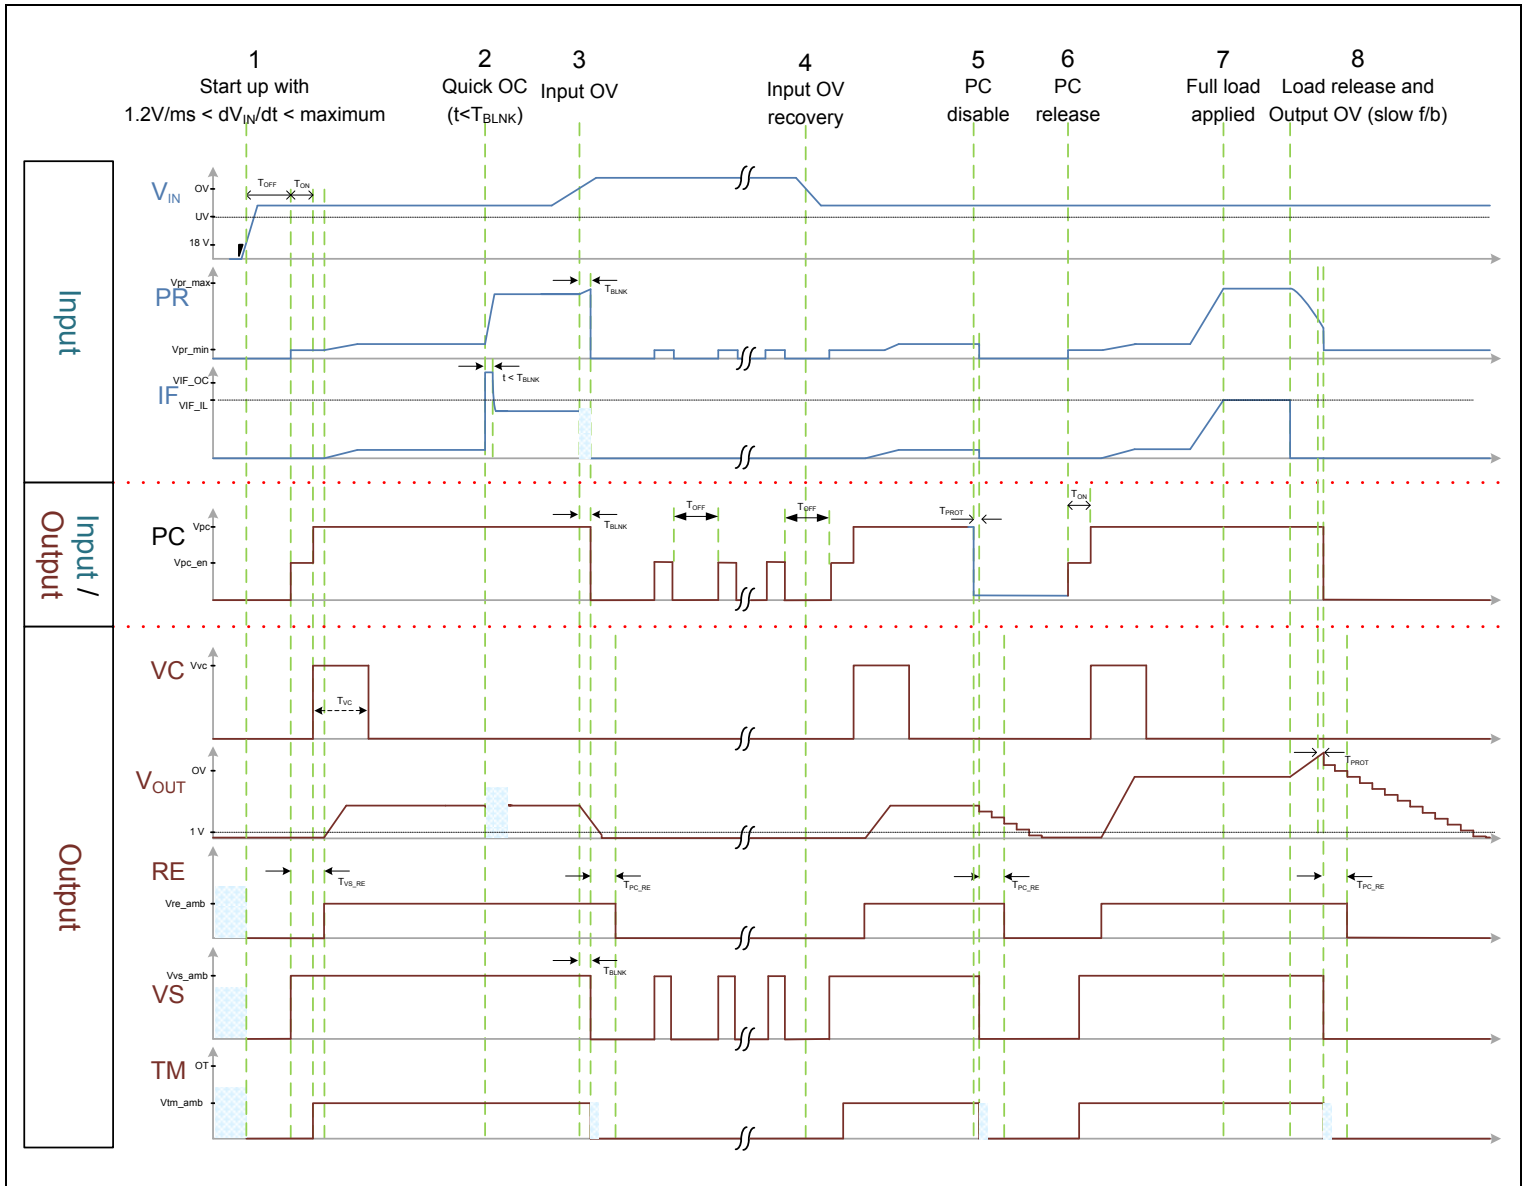 1
Start up with
1.2V/ms < dVIN/dt < maximum
2
Quick OC
(t<TBLNK)
3
Input OV
4
Input OV
recovery
5
PC
disable
6
PC
release
7
Full load
applied
8
Load release and
Output OV (slow f/b)
Input
VIN
OV
UV
18 V
TOFF
TON
PR
Vpr_max
Vpr_min
TBLNK
IF
VIF_OC
VIF_IL
t < TBLNK
Input /
Output
PC
Vpc
Vpc_en
TBLNK
TOFF
TOFF
TPROT
TON
Output
VC
Vvc
TVC
VOUT
OV
1 V
TPROT
RE
Vre_amb
TVS_RE
TPC_RE
TPC_RE
TPC_RE
VS
Vvs_amb
TBLNK
TM
OT
Vtm_amb